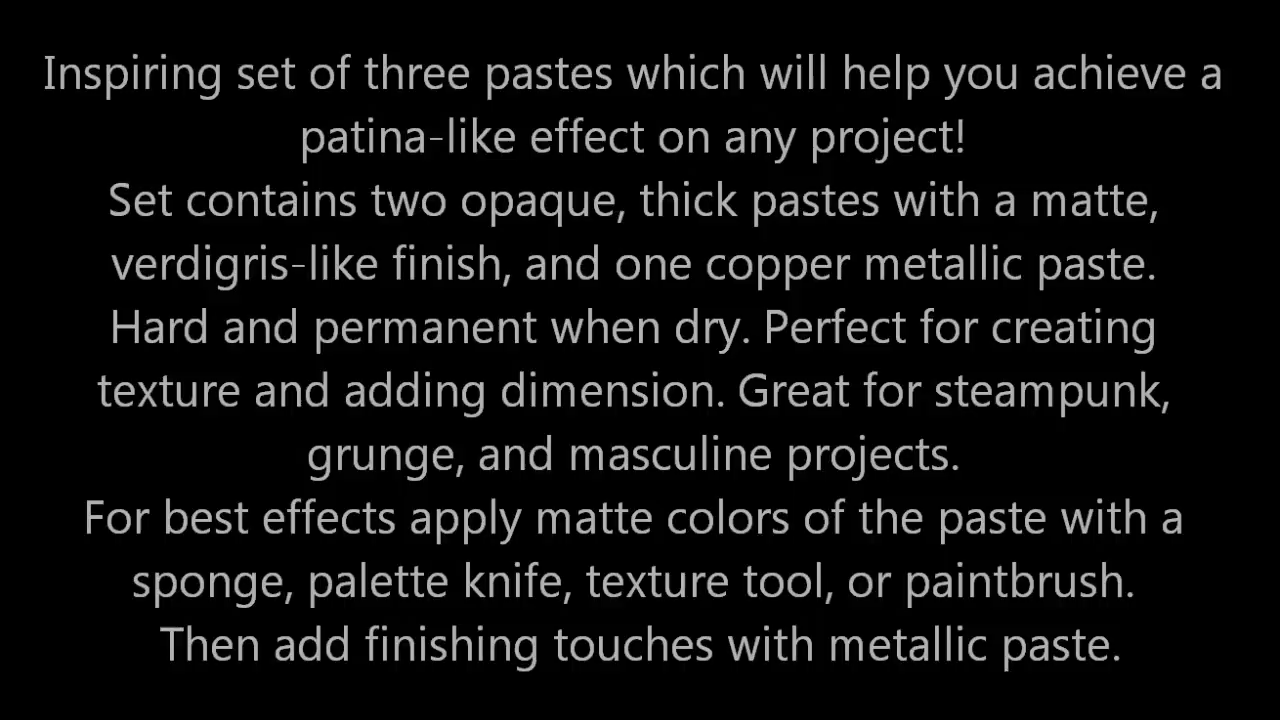 Inspiring set of three pastes which will help you achieve a
patina-like effect on any project!
Set contains two opaque, thick pastes with a matte,
verdigris-like finish, and one copper metallic paste.
Hard and permanent when dry. Perfect for creating
texture and adding dimension. Great for steampunk,
grunge, and masculine projects.
For best effects apply matte colors of the paste with a
sponge, palette knife, texture tool, or paintbrush.
Then add finishing touches with metallic paste.